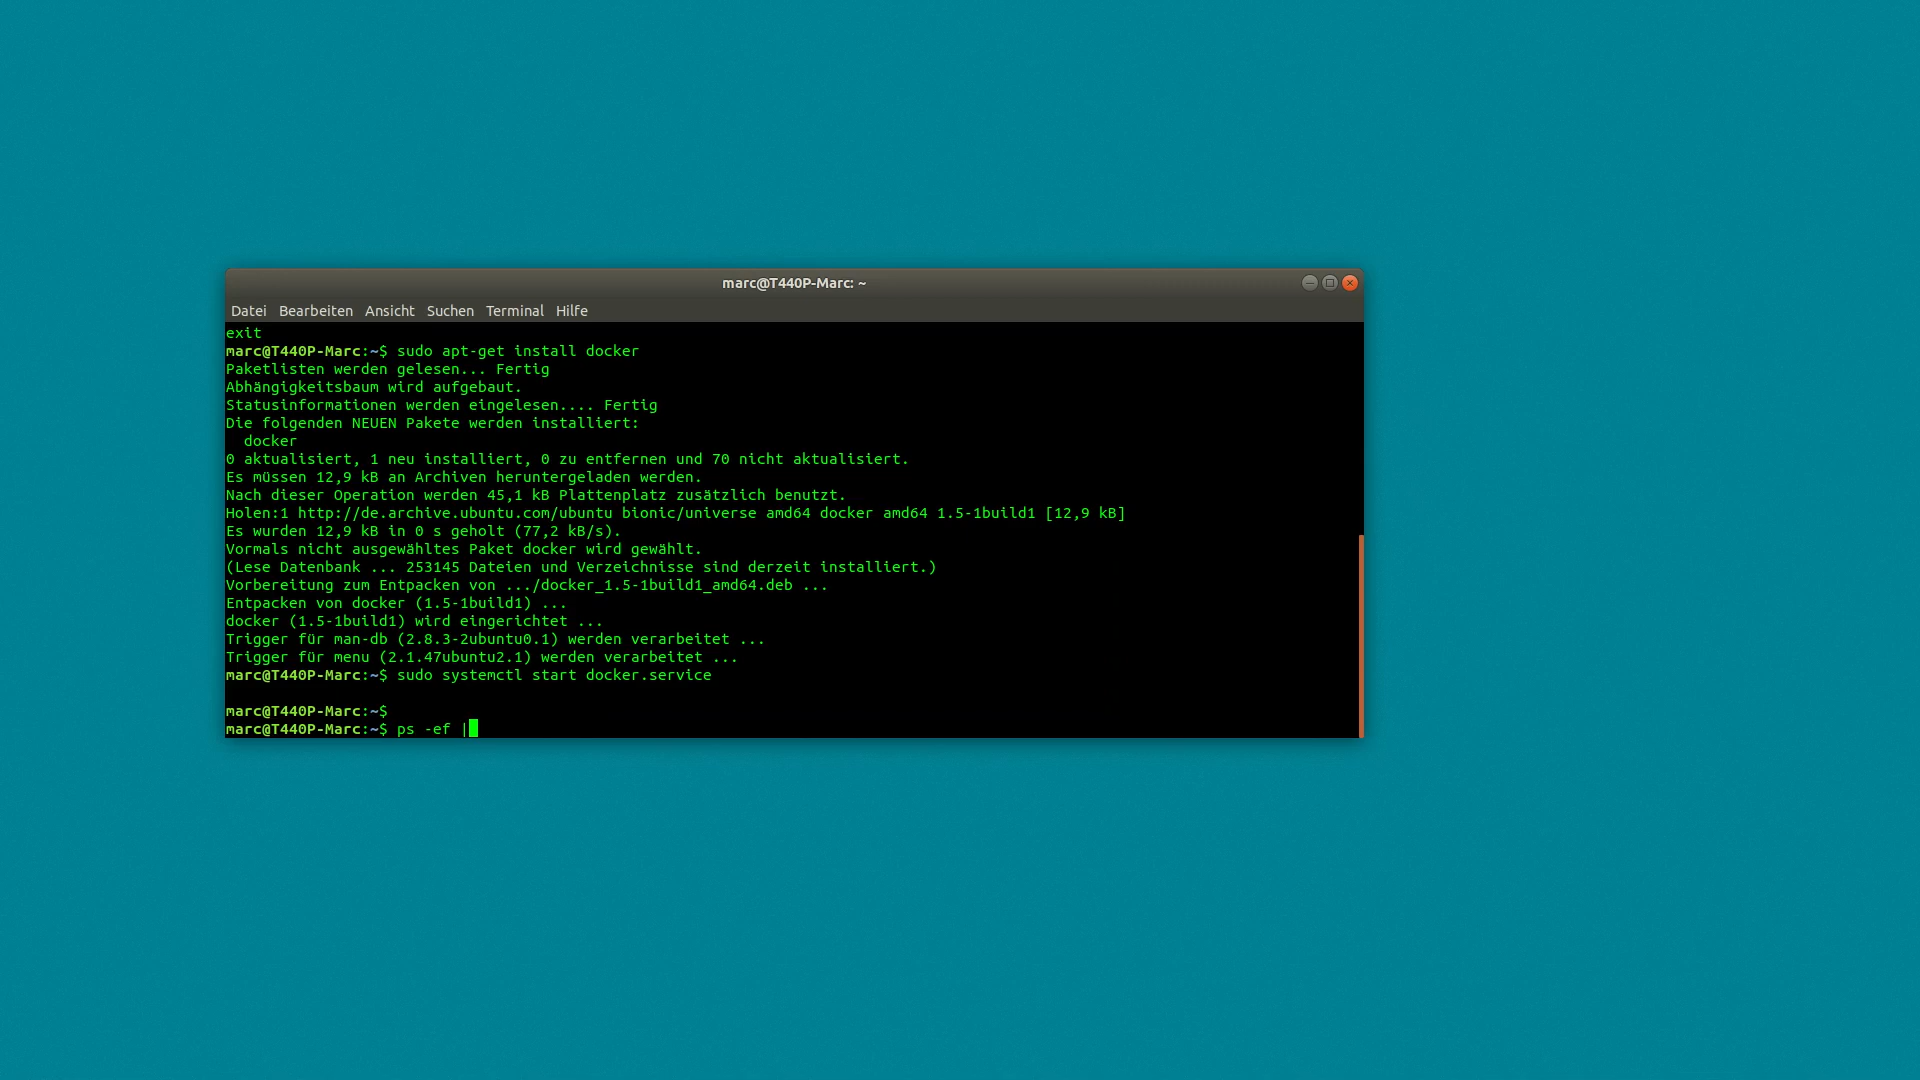 marc@T440P-Marc: ~
Datei Bearbeiten Ansicht Suchen Terminal Hilfe
exit
marc@T440P-Marc:~$ sudo apt-get install docker
Paketlisten werden gelesen... Fertig
Abhängigkeitsbaum wird aufgebaut.
Statusinformationen werden eingelesen.... Fertig
Die folgenden NEUEN Pakete werden installiert:
  docker
0 aktualisiert, 1 neu installiert, 0 zu entfernen und 70 nicht aktualisiert.
Es müssen 12,9 kB an Archiven heruntergeladen werden.
Nach dieser Operation werden 45,1 kB Plattenplatz zusätzlich benutzt.
Holen:1 http://de.archive.ubuntu.com/ubuntu bionic/universe amd64 docker amd64 1.5-1build1 [12,9 kB]
Es wurden 12,9 kB in 0 s geholt (77,2 kB/s).
Vormals nicht ausgewähltes Paket docker wird gewählt.
(Lese Datenbank ... 253145 Dateien und Verzeichnisse sind derzeit installiert.)
Vorbereitung zum Entpacken von .../docker_1.5-1build1_amd64.deb ...
Entpacken von docker (1.5-1build1) ...
docker (1.5-1build1) wird eingerichtet ...
Trigger für man-db (2.8.3-2ubuntu0.1) werden verarbeitet ...
Trigger für menu (2.1.47ubuntu2.1) werden verarbeitet ...
marc@T440P-Marc:~$ sudo systemctl start docker.service
marc@T440P-Marc:~$
marc@T440P-Marc:~$ ps -ef |